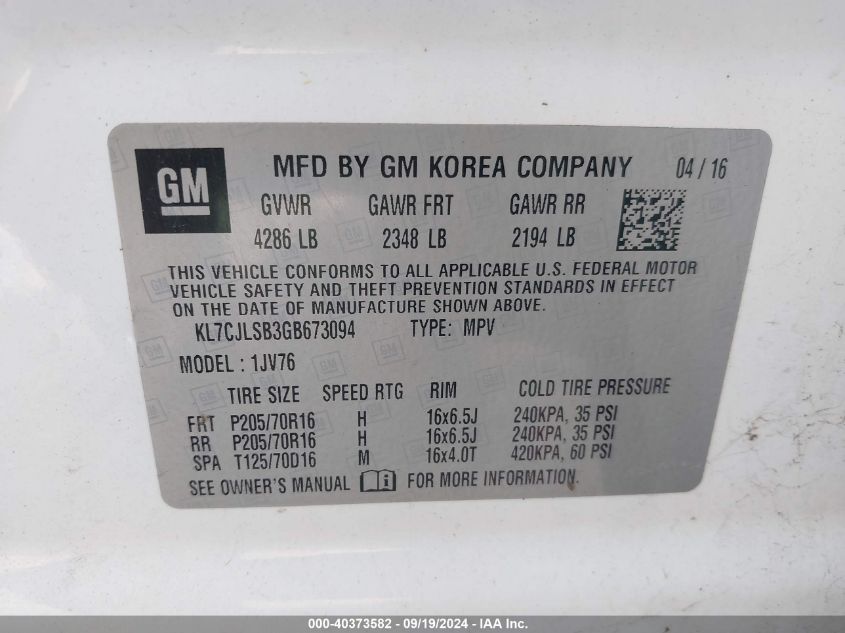 GM
MFD BY GM KOREA COMPANY 04 / 16
GVWR GAWR FRT GAWR RR
4286 LB 2348 LB 2194 LB
THIS VEHICLE CONFORMS TO ALL APPLICABLE U.S. FEDERAL MOTOR
VEHICLE SAFETY AND THEFT PREVENTION STANDARDS IN EFFECT
ON THE DATE OF MANUFACTURE SHOWN ABOVE.
KL7CJLSB3GB673094 TYPE: MPV
MODEL : 1JV76
TIRE SIZE SPEED RTG RIM COLD TIRE PRESSURE
FRT P205/70R16 H 16x6.5J 240KPA, 35 PSI
RR P205/70R16 H 16x6.5J 240KPA, 35 PSI
SPA T125/70D16 M 16x4.0T 420KPA, 60 PSI
SEE OWNER'S MANUAL i FOR MORE INFORMATION.
000-40373582 - 09/19/2024 - IAA Inc.